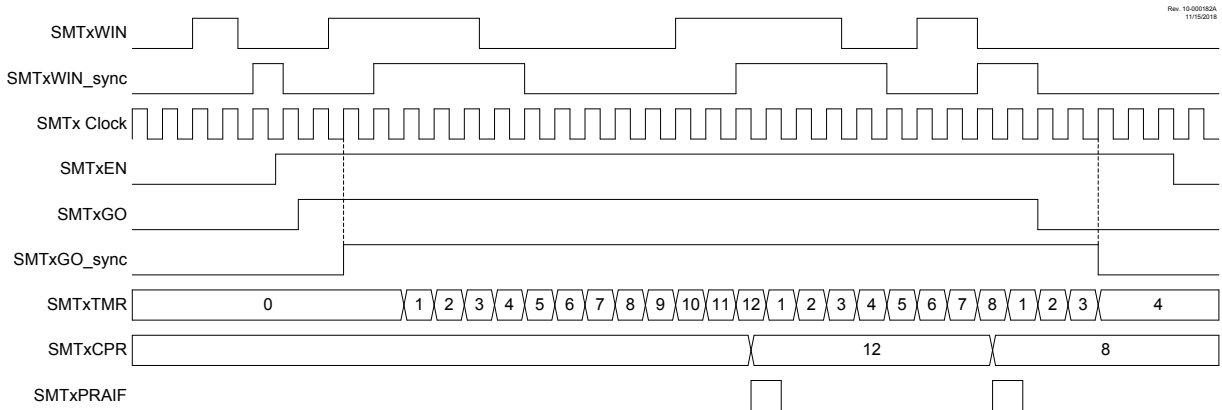 Rev. 10-000182A
11/15/2018
SMTxWIN
SMTxWIN_sync
SMTx Clock
SMTxEN
SMTxGO
SMTxGO_sync
SMTxTMR 0 1 2 3 4 5 6 7 8 9 10 11 12 1 2 3 4 5 6 7 8 1 2 3 4
SMTxCPR 12 8
SMTxPRAIF